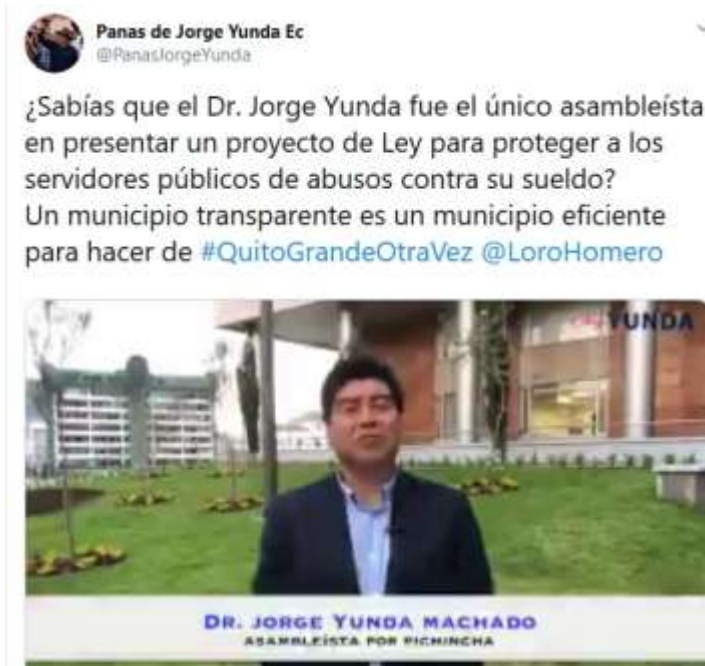 Panas de Jorge Yunda Ec
@PanasJorgeYunda
¿Sabías que el Dr. Jorge Yunda fue el único asambleísta
en presentar un proyecto de Ley para proteger a los
servidores públicos de abusos contra su sueldo?
Un municipio transparente es un municipio eficiente
para hacer de #QuitoGrandeOtraVez @LoroHomero
YUNDA
DR. JORGE YUNDA MACHADO
ASAMBLEÍSTA POR PICHINCHA